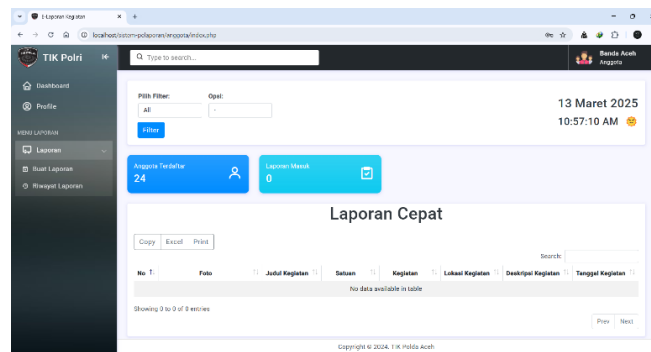 E-Laporan Kegiatan
localhost/sistem-polaporan/anggota/index.php
TIK Polri
Type to search...
Banda Aceh
Anggota
Dashboard
Profile
MENU LAPORAN
Laporan
Buat Laporan
Riwayat Laporan
Pilih Filter:
Opsi:
All
-
Filter
13 Maret 2025
10:57:10 AM
Anggota Terdaftar
24
Laporan Masuk
0
Laporan Cepat
Copy Excel Print
Search:
No Foto Judul Kegiatan Satuan Kegiatan Lokasi Kegiatan Deskripsi Kegiatan Tanggal Kegiatan
No data available in table
Showing 0 to 0 of 0 entries
Prev Next
Copyright © 2024. TIK Polda Aceh